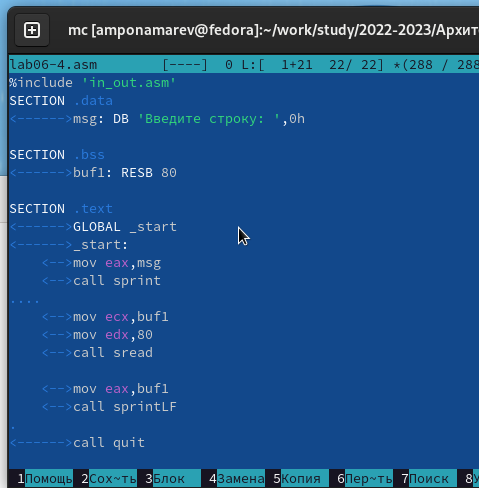 mc [amponamarev@fedora]:~/work/study/2022-2023/Архит
lab06-4.asm [----] 0 L:[ 1+21 22/ 22] *(288 / 288
%include 'in_out.asm'
SECTION .data
<------>msg: DB 'Введите строку: ',0h
SECTION .bss
<------>buf1: RESB 80
SECTION .text
<------>GLOBAL _start
<------>_start:
<-->mov eax,msg
<-->call sprint
....
<-->mov ecx,buf1
<-->mov edx,80
<-->call sread
<-->mov eax,buf1
<-->call sprintLF
.
<------>call quit
1Помощь 2Сох~ть 3Блок 4Замена 5Копия 6Пер~ть 7Поиск 8